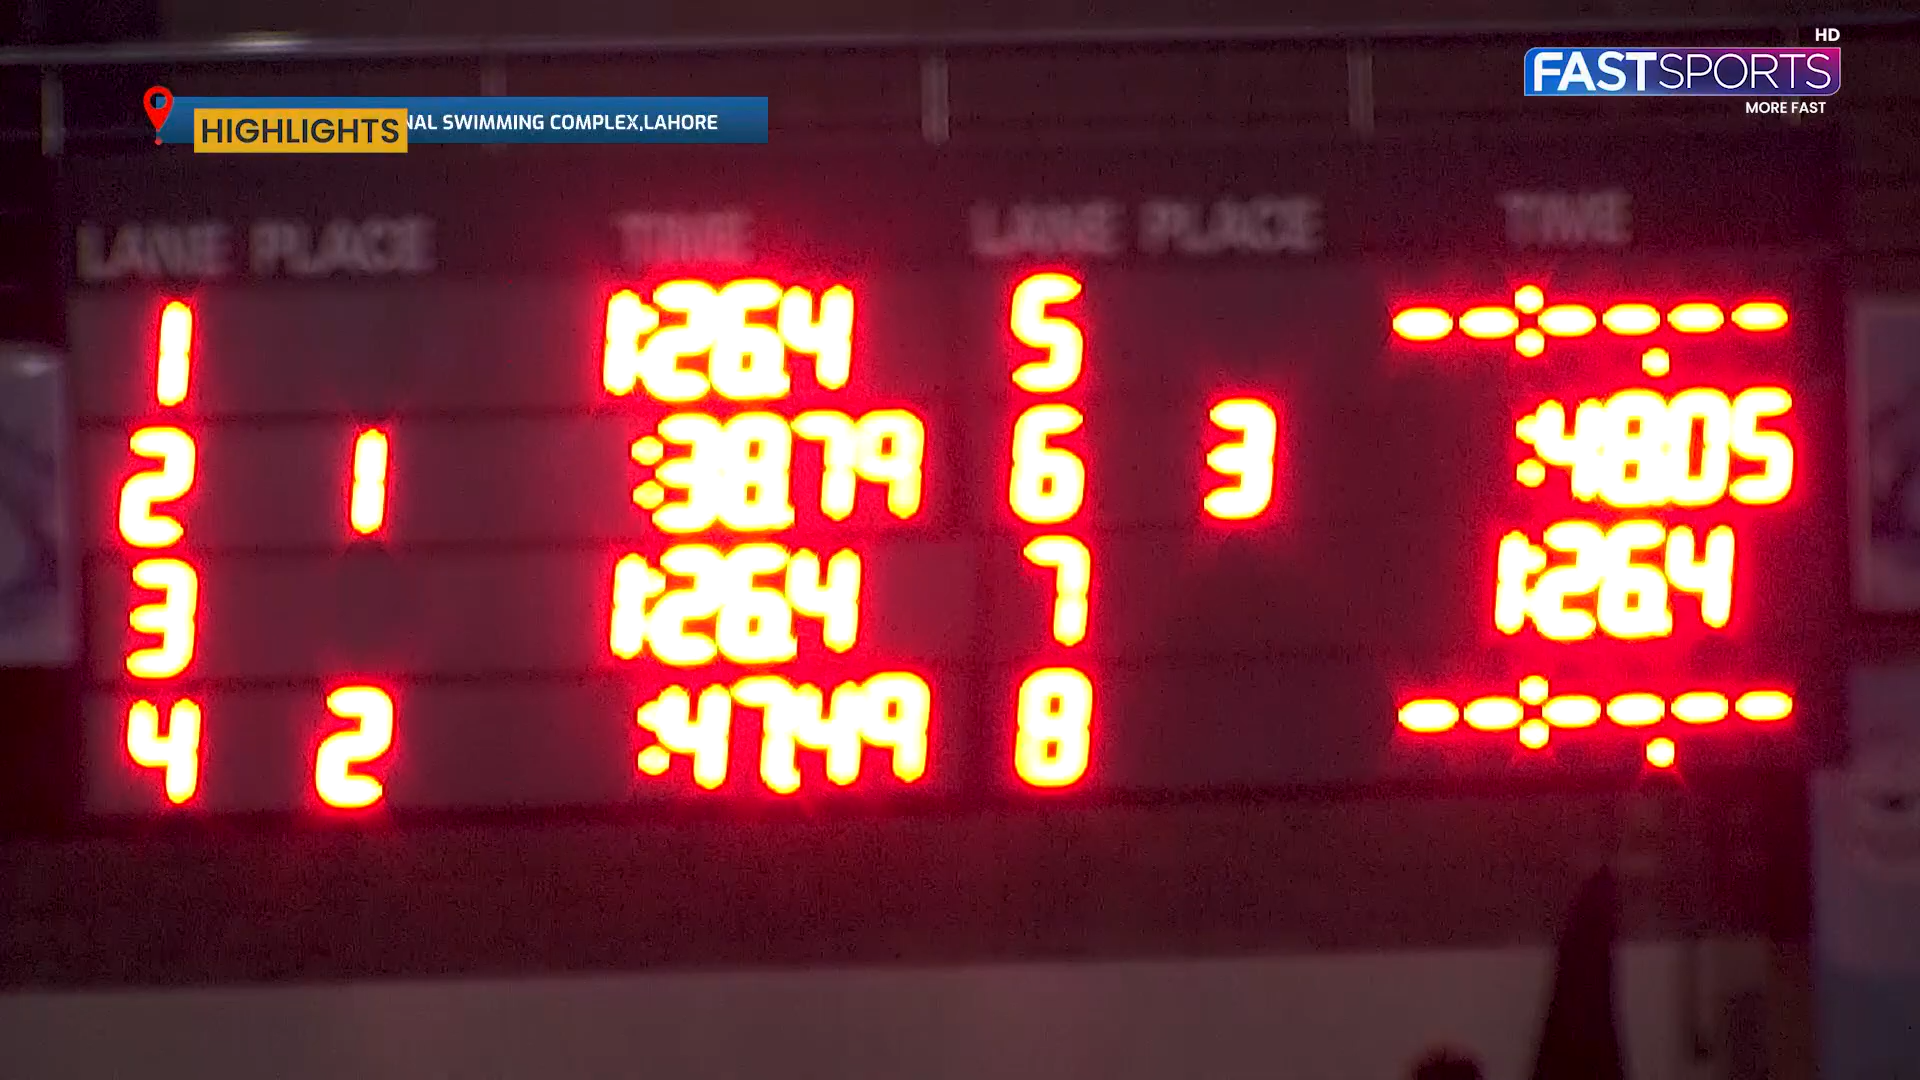 HD
FASTSPORTS
MORE FAST
HIGHLIGHTS
NAL SWIMMING COMPLEX,LAHORE
LANE PLACE TIME LANE PLACE TIME
1 1:26.4 5 --:--.--
2 1 :38.79 6 3 :48.05
3 1:26.4 7 1:26.4
4 2 :47.49 8 --:--.--